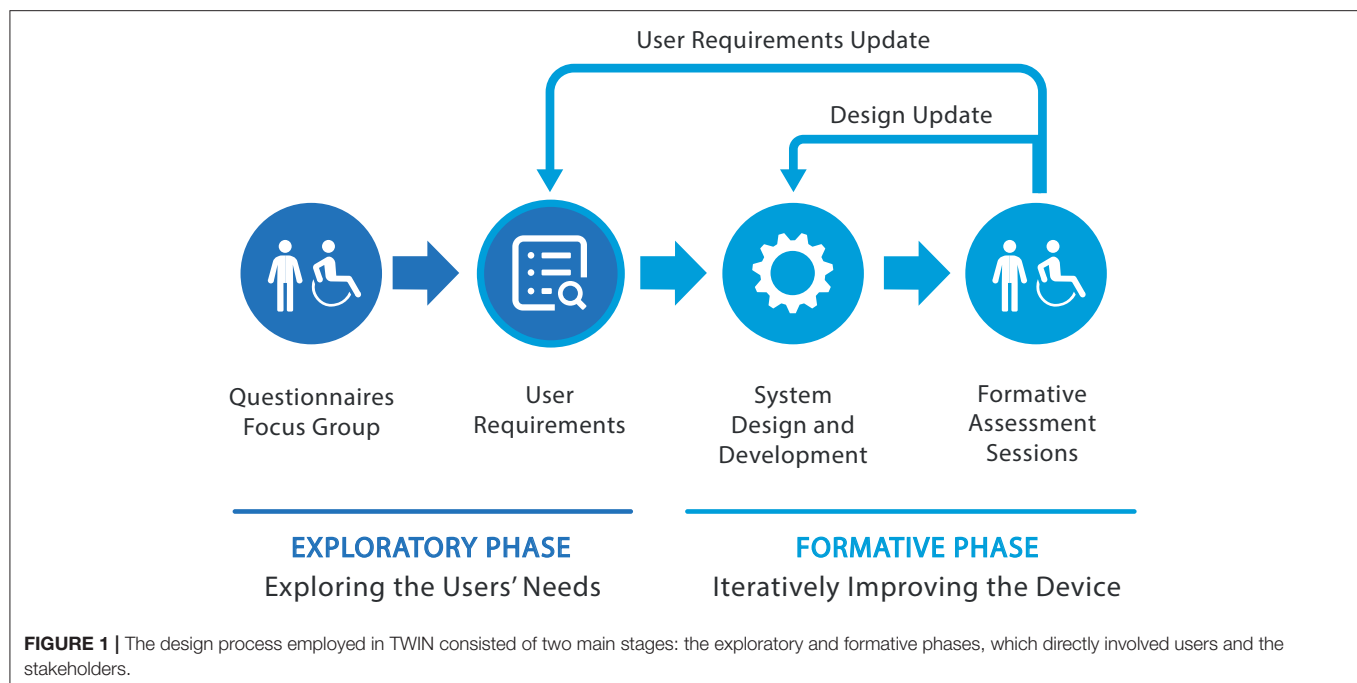 User Requirements Update
Design Update
Questionnaires
Focus Group
User
Requirements
System
Design and
Development
Formative
Assessment
Sessions
EXPLORATORY PHASE
Exploring the Users' Needs
FORMATIVE PHASE
Iteratively Improving the Device
FIGURE 1 | The design process employed in TWIN consisted of two main stages: the exploratory and formative phases, which directly involved users and the
stakeholders.